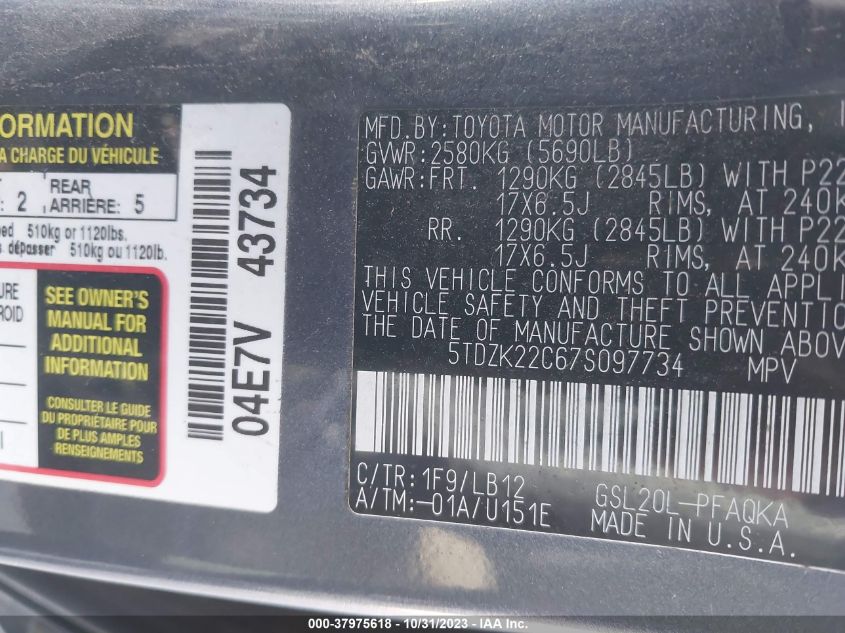 ORMATION
A CHARGE DU VÉHICULE
2 REAR ARRIÈRE: 5
510kg or 1120lbs.
dépasser 510kg ou 1120lb.
SEE OWNER'S
MANUAL FOR
ADDITIONAL
INFORMATION
CONSULTER LE GUIDE
DU PROPRIÉTAIRE POUR
DE PLUS AMPLES
RENSEIGNEMENTS
04E7V 43734
MFD.BY:TOYOTA MOTOR MANUFACTURING,
GVWR:2580KG (5690LB)
GAWR:FRT. 1290KG (2845LB) WITH P22
17X6.5J RIMS, AT 240K
RR. 1290KG (2845LB) WITH P22
17X6.5J RIMS, AT 240K
THIS VEHICLE CONFORMS TO ALL APPLI
VEHICLE SAFETY AND THEFT PREVENTIO
THE DATE OF MANUFACTURE SHOWN ABOV
5TDZK22C67S097734 MPV
C/TR:1F9/LB12
A/TM:-01A/U151E
GSL20L-PFAQKA
MADE IN U.S.A.
000-37975618 - 10/31/2023 - IAA Inc.